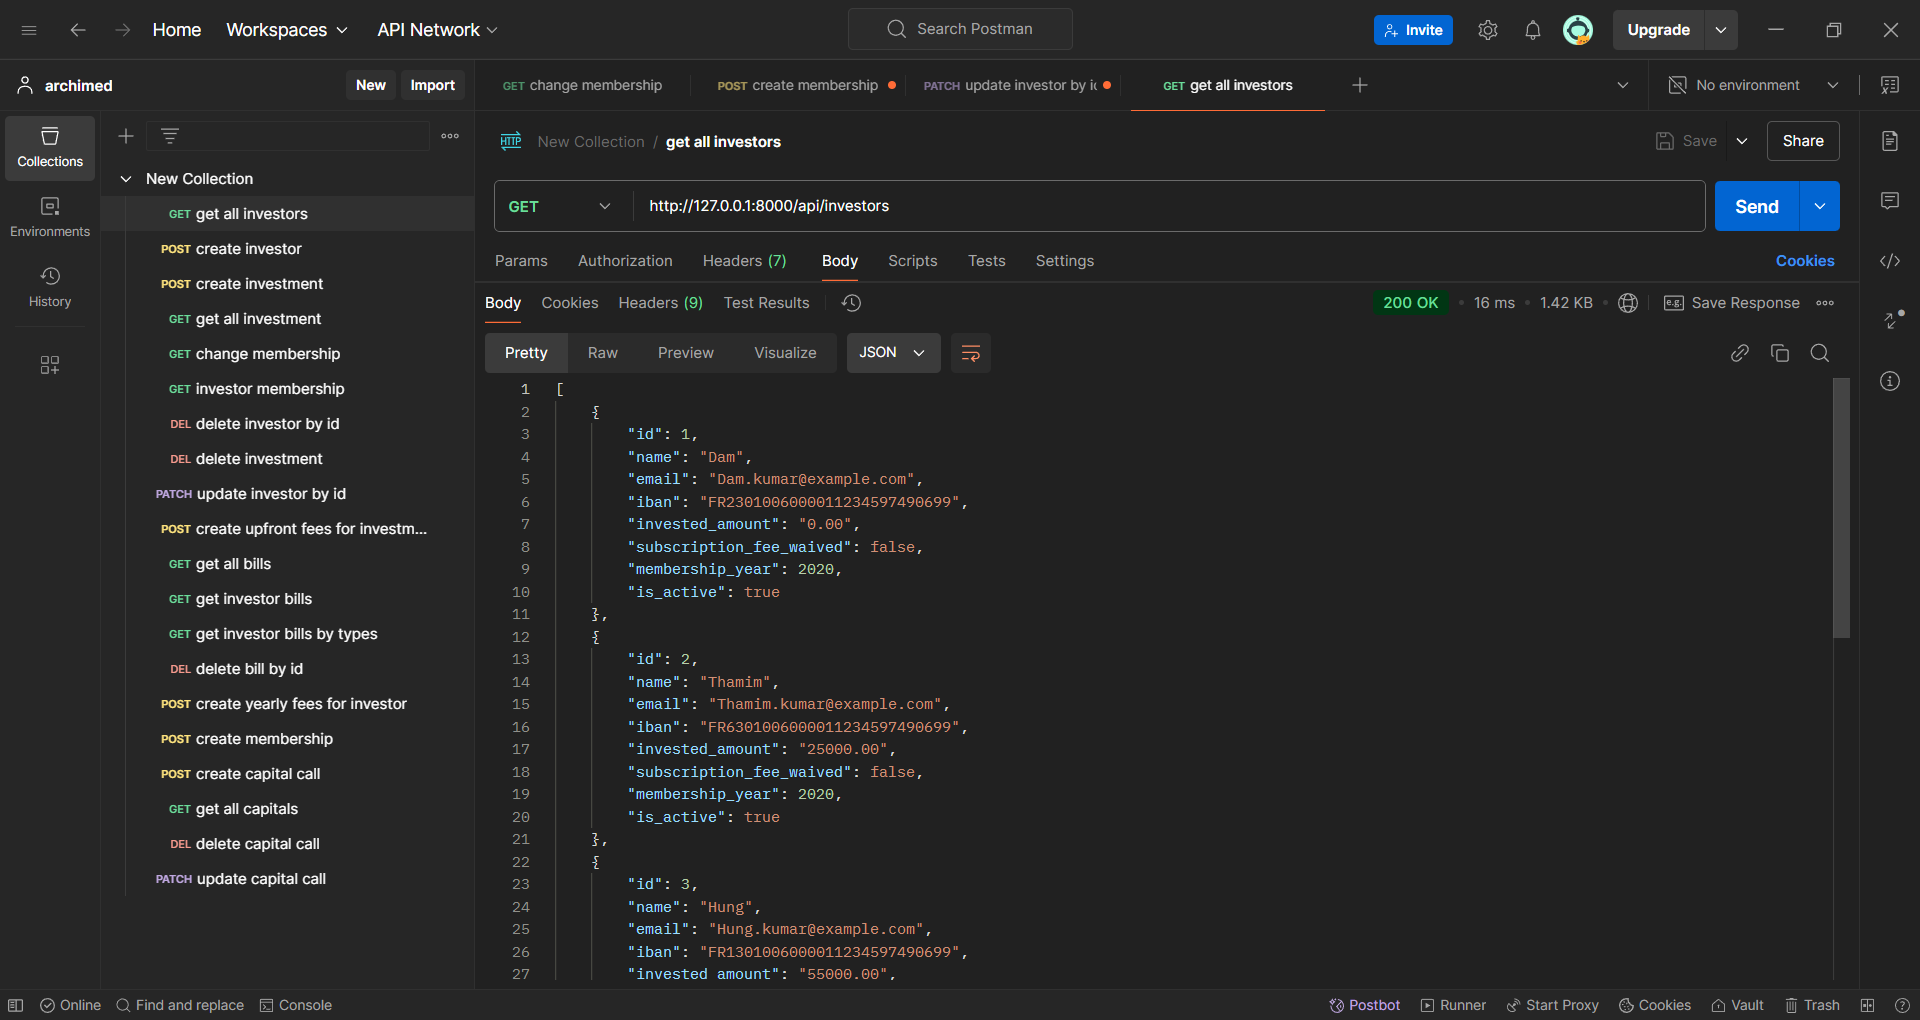 Home Workspaces API Network Search Postman Invite Upgrade
archimed New Import GET change membership POST create membership PATCH update investor by ic GET get all investors No environment
Collections
Environments
History
New Collection
GET get all investors
POST create investor
POST create investment
GET get all investment
GET change membership
GET investor membership
DEL delete investor by id
DEL delete investment
PATCH update investor by id
POST create upfront fees for investm...
GET get all bills
GET get investor bills
GET get investor bills by types
DEL delete bill by id
POST create yearly fees for investor
POST create membership
POST create capital call
GET get all capitals
DEL delete capital call
PATCH update capital call
HTTP New Collection / get all investors Save Share
GET http://127.0.0.1:8000/api/investors Send
Params Authorization Headers (7) Body Scripts Tests Settings Cookies
Body Cookies Headers (9) Test Results 200 OK 16 ms 1.42 KB e.g. Save Response
Pretty Raw Preview Visualize JSON
1 [
2 {
3 "id": 1,
4 "name": "Dam",
5 "email": "Dam.kumar@example.com",
6 "iban": "FR2301006000011234597490699",
7 "invested_amount": "0.00",
8 "subscription_fee_waived": false,
9 "membership_year": 2020,
10 "is_active": true
11 },
12 {
13 "id": 2,
14 "name": "Thamim",
15 "email": "Thamim.kumar@example.com",
16 "iban": "FR6301006000011234597490699",
17 "invested_amount": "25000.00",
18 "subscription_fee_waived": false,
19 "membership_year": 2020,
20 "is_active": true
21 },
22 {
23 "id": 3,
24 "name": "Hung",
25 "email": "Hung.kumar@example.com",
26 "iban": "FR1301006000011234597490699",
27 "invested_amount": "55000.00",
Online Find and replace Console Postbot Runner Start Proxy Cookies Vault Trash